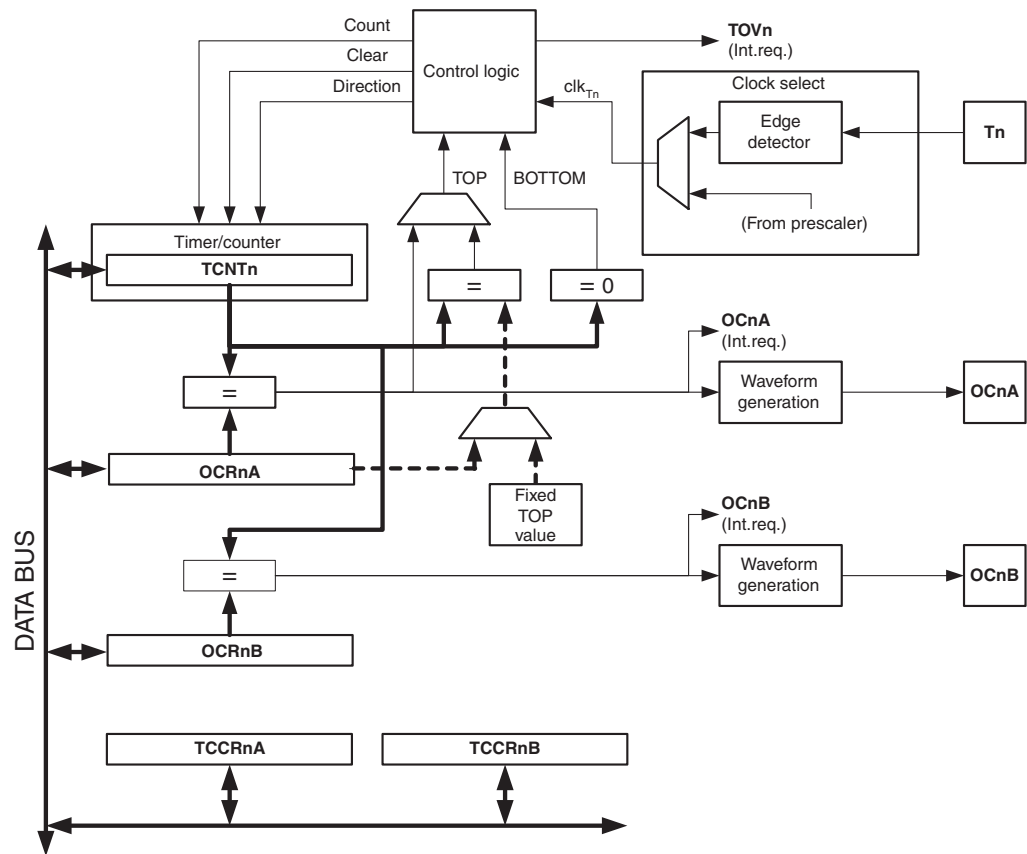 Count
Clear
Direction
Control logic
TOVn
(Int.req.)
clkTn
Clock select
Edge
detector
Tn
(From prescaler)
TOP
BOTTOM
Timer/counter
TCNTn
=
= 0
OCnA
(Int.req.)
=
Waveform
generation
OCnA
OCRnA
Fixed
TOP
value
OCnB
(Int.req.)
=
Waveform
generation
OCnB
OCRnB
DATA BUS
TCCRnA
TCCRnB